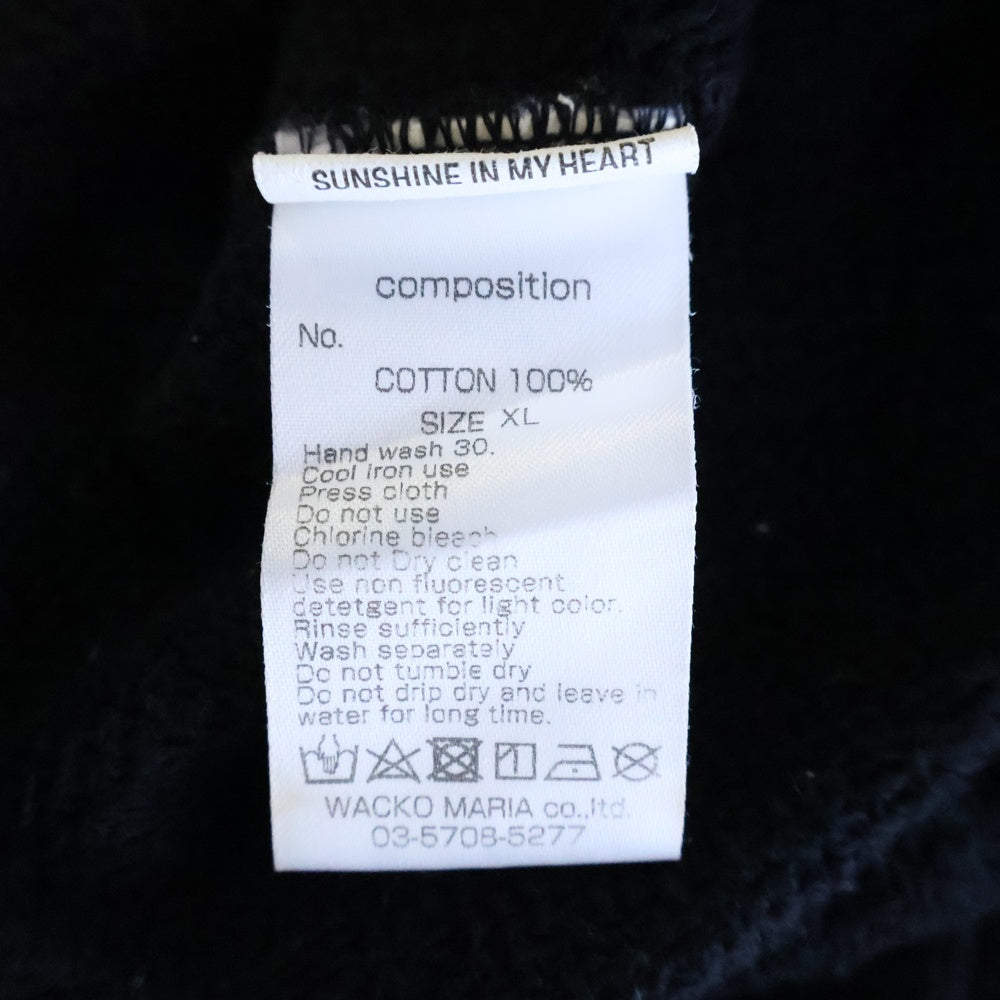 SUNSHINE IN MY HEART
composition
No.
COTTON 100%
SIZE XL
Hand wash 30.
Cool iron use
Press cloth
Do not use
Chlorine bleach
Do not Dry clean
Use non fluorescent
detetgent for light color.
Rinse sufficiently
Wash separately
Do not tumble dry
Do not drip dry and leave in
water for long time.
WACKO MARIA co.,ltd.
03-5708-5277